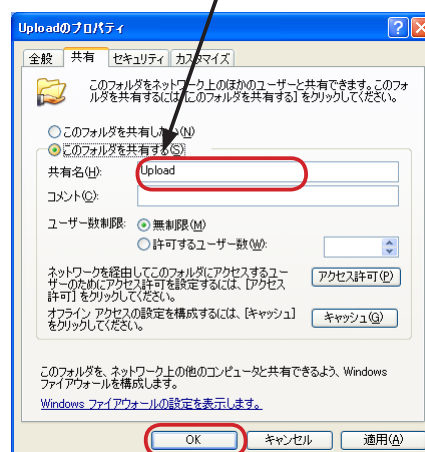 Uploadのプロパティ
全般 共有 セキュリティ カスタマイズ
このフォルダをネットワーク上のほかのユーザーと共有できます。このフォ
ルダを共有するには、[このフォルダを共有する] をクリックしてください。
このフォルダを共有しない(N)
このフォルダを共有する(S)
共有名(H): Upload
コメント(C):
ユーザー数制限: 無制限(M)
許可するユーザー数(W):
ネットワークを経由してこのフォルダにアクセスするユー
ザーのためにアクセス許可を設定するには、[アクセス
許可] をクリックしてください。
アクセス許可(P)
オフライン アクセスの設定を構成するには、[キャッシュ]
をクリックしてください。
キャッシュ(G)
このフォルダを、ネットワーク上の他のコンピュータと共有できるよう、Windows
ファイアウォールを構成します。
Windows ファイアウォールの設定を表示します。
OK キャンセル 適用(A)